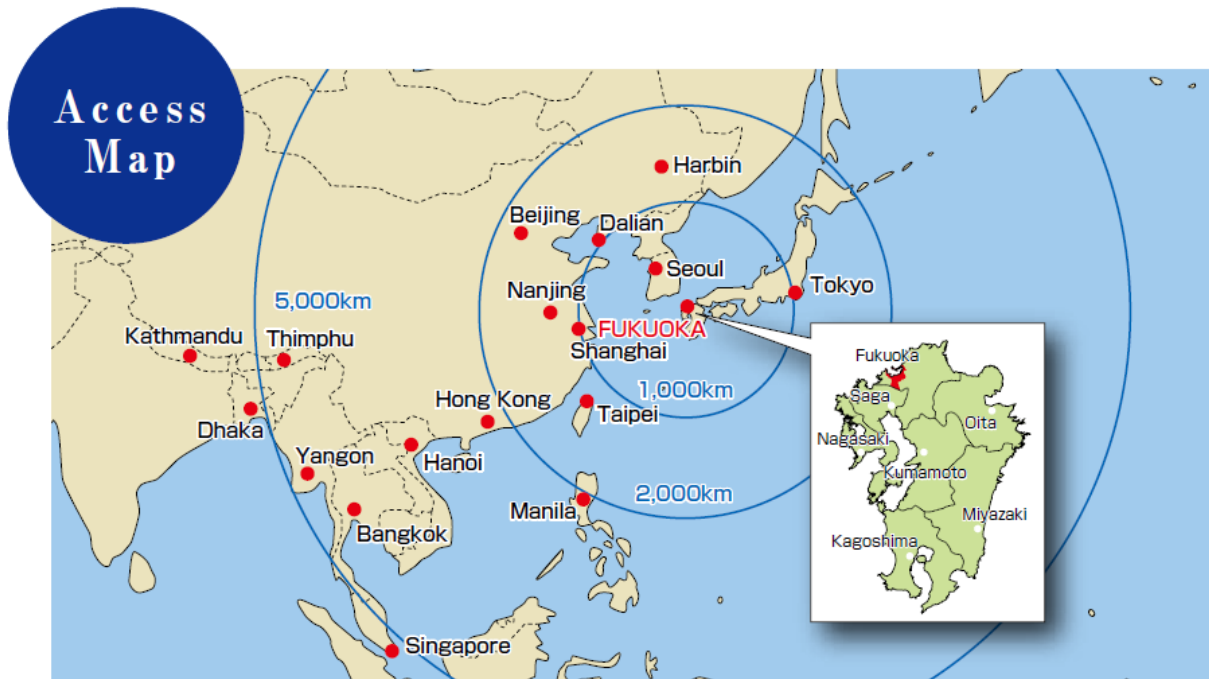 Access
Map
Harbin
Beijing
Dalian
Seoul
Tokyo
5,000km
Nanjing
FUKUOKA
Kathmandu
Thimphu
Shanghai
1,000km
Hong Kong
Taipei
Dhaka
Yangon
Hanoi
2,000km
Manila
Bangkok
Singapore
Fukuoka
Saga
Oita
Nagasaki
Kumamoto
Miyazaki
Kagoshima